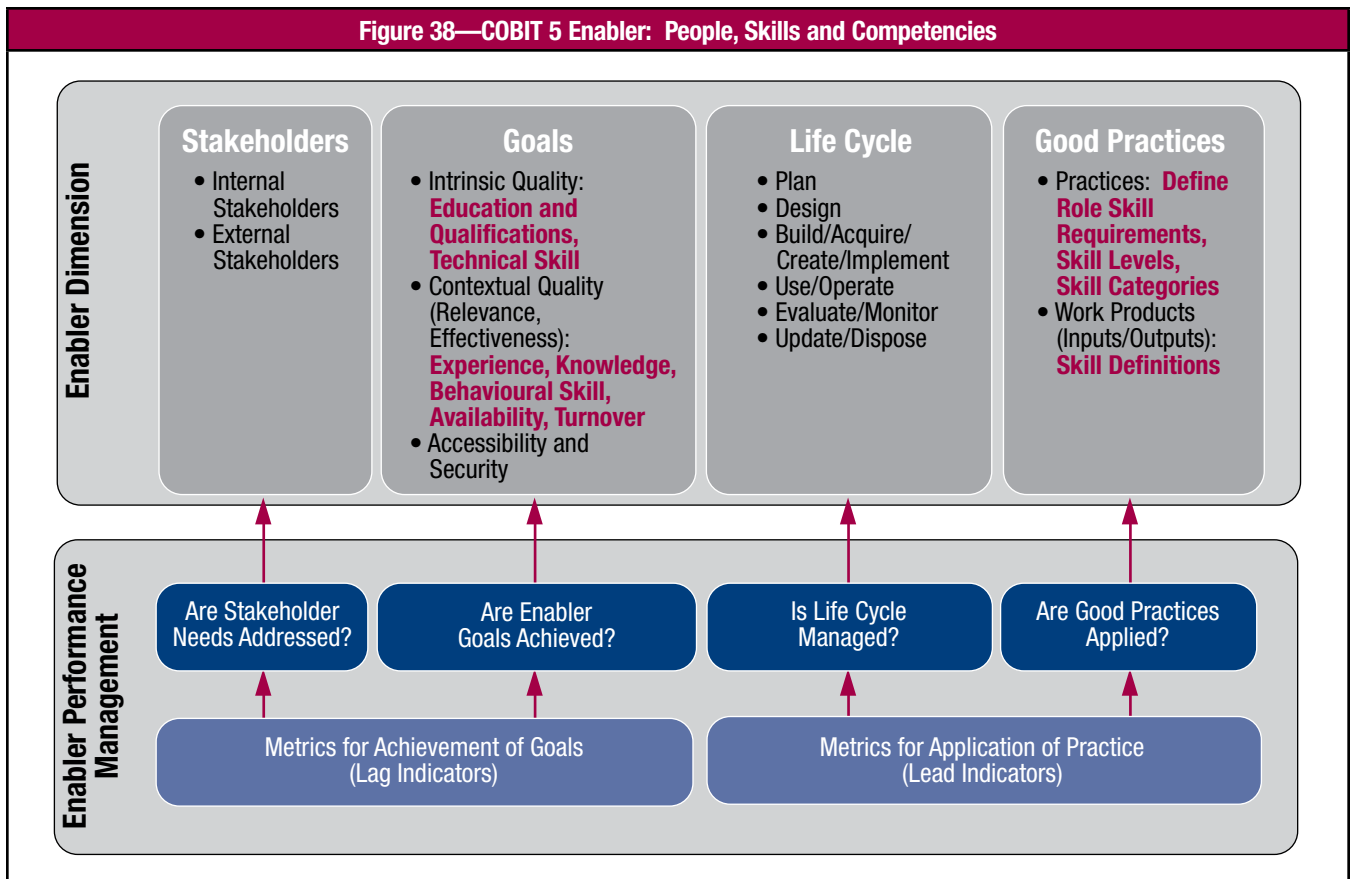 Figure 38—COBIT 5 Enabler: People, Skills and Competencies
Enabler Dimension
Stakeholders
• Internal
Stakeholders
• External
Stakeholders
Goals
• Intrinsic Quality:
Education and
Qualifications,
Technical Skill
• Contextual Quality
(Relevance,
Effectiveness):
Experience, Knowledge,
Behavioural Skill,
Availability, Turnover
• Accessibility and
Security
Life Cycle
• Plan
• Design
• Build/Acquire/
Create/Implement
• Use/Operate
• Evaluate/Monitor
• Update/Dispose
Good Practices
• Practices: Define
Role Skill
Requirements,
Skill Levels,
Skill Categories
• Work Products
(Inputs/Outputs):
Skill Definitions
Enabler Performance
Management
Are Stakeholder
Needs Addressed?
Are Enabler
Goals Achieved?
Is Life Cycle
Managed?
Are Good Practices
Applied?
Metrics for Achievement of Goals
(Lag Indicators)
Metrics for Application of Practice
(Lead Indicators)